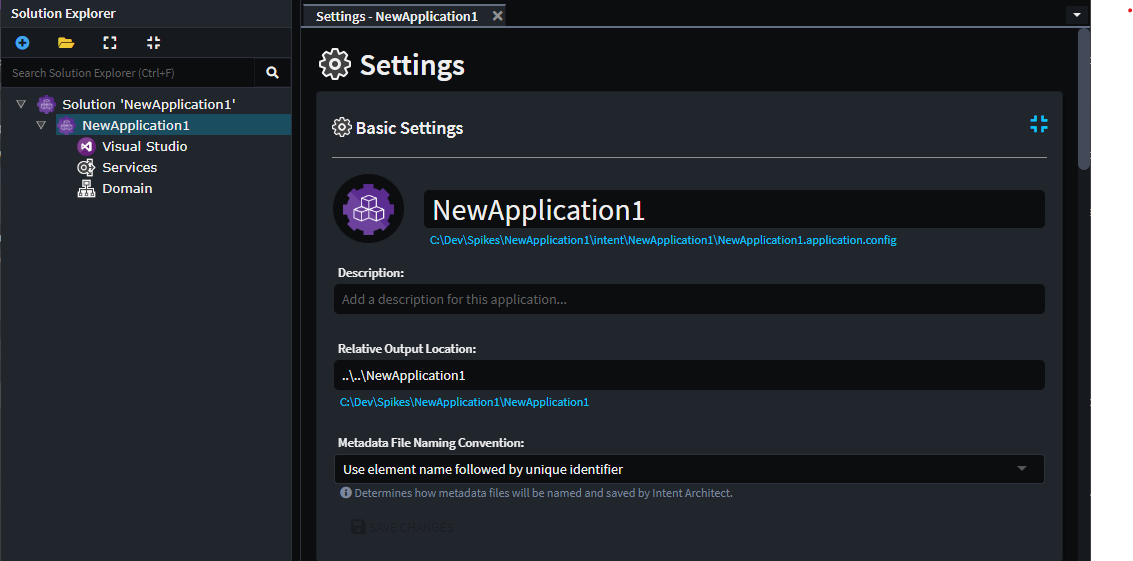 Solution Explorer
Search Solution Explorer (Ctrl+F)
Solution 'NewApplication1'
NewApplication1
Visual Studio
Services
Domain
Settings - NewApplication1
Settings
Basic Settings
NewApplication1
C:\Dev\Spikes\NewApplication1\intent\NewApplication1\NewApplication1.application.config
Description:
Add a description for this application...
Relative Output Location:
..\..\NewApplication1
C:\Dev\Spikes\NewApplication1\NewApplication1
Metadata File Naming Convention:
Use element name followed by unique identifier
Determines how metadata files will be named and saved by Intent Architect.
SAVE CHANGES